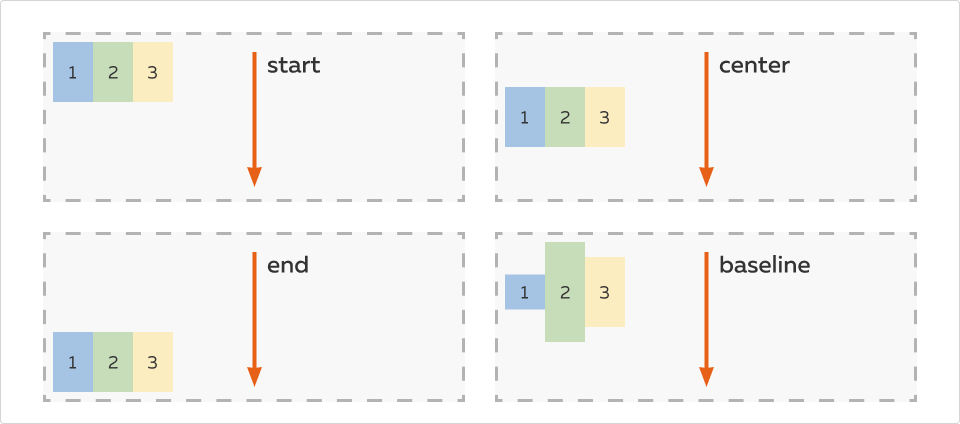 1 2 3 start
1 2 3 center
1 2 3 end
1 2 3 baseline